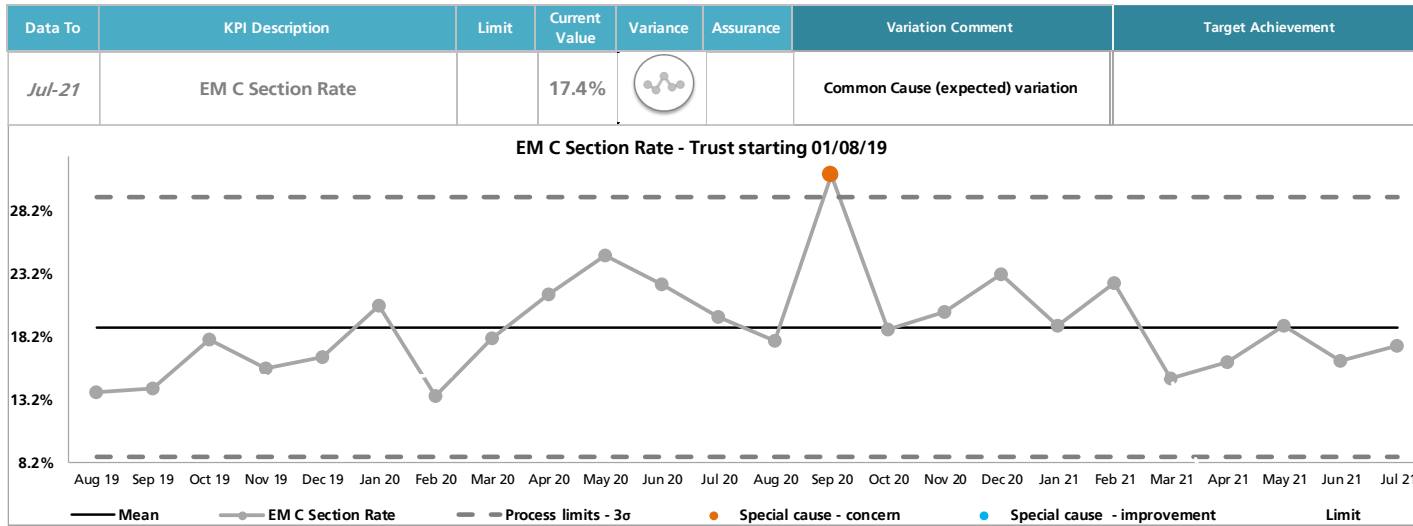 Data To KPI Description Limit Current Value Variance Assurance Variation Comment Target Achievement
Jul-21 EM C Section Rate 17.4% Common Cause (expected) variation
EM C Section Rate - Trust starting 01/08/19
28.2%
23.2%
18.2%
13.2%
8.2%
Aug 19 Sep 19 Oct 19 Nov 19 Dec 19 Jan 20 Feb 20 Mar 20 Apr 20 May 20 Jun 20 Jul 20 Aug 20 Sep 20 Oct 20 Nov 20 Dec 20 Jan 21 Feb 21 Mar 21 Apr 21 May 21 Jun 21 Jul 21
Mean EM C Section Rate Process limits - 3σ Special cause - concern Special cause - improvement Limit